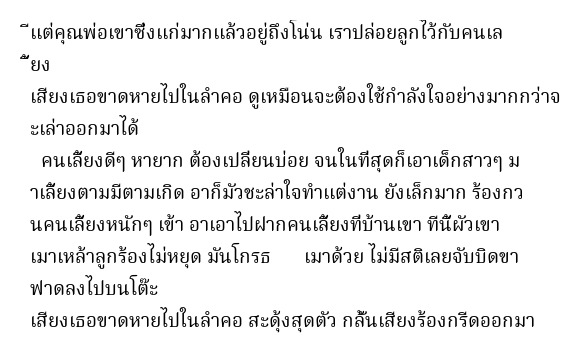 ีแต่คุณพ่อเขาซึ่งแก่มากแล้วอยู่ถึงโน่น เราปล่อยลูกไว้กับคนเล
ี้ยง
เสียงเธอขาดหายไปในลำคอ ดูเหมือนจะต้องใช้กำลังใจอย่างมากกว่าจ
ะเล่าออกมาได้
คนเลี้ยงดีๆ หายาก ต้องเปลี่ยนบ่อย จนในที่สุดก็เอาเด็กสาวๆ ม
าเลี้ยงตามมีตามเกิด อาก็มัวชะล่าใจทำแต่งาน ยังเล็กมาก ร้องกว
นคนเลี้ยงหนักๆ เข้า อาเอาไปฝากคนเลี้ยงที่บ้านเขา ทีนี้ผัวเขา
เมาเหล้าลูกร้องไม่หยุด มันโกรธ เมาด้วย ไม่มีสติเลยจับบิดขา
ฟาดลงไปบนโต๊ะ
เสียงเธอขาดหายไปในลำคอ สะดุ้งสุดตัว กลั้นเสียงร้องกรีดออกมา